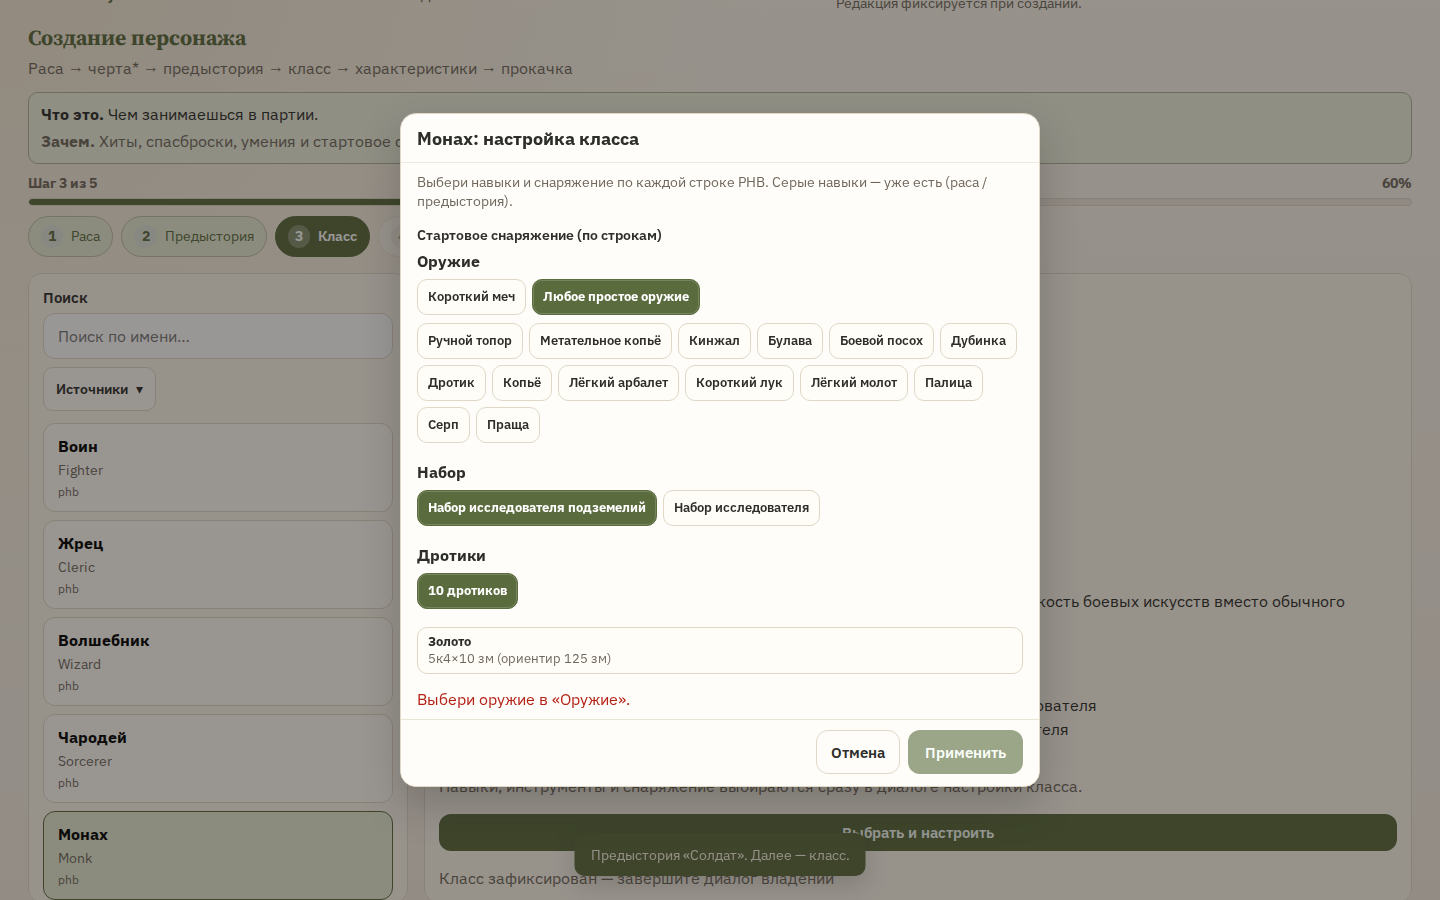 Редакция фиксируется при создании.
Создание персонажа
Раса → черта* → предыстория → класс → характеристики → прокачка
Что это. Чем занимаешься в партии.
Зачем. Хиты, спасброски, умения и стартовое
Шаг 3 из 5
60%
1 Раса
2 Предыстория
3 Класс
Поиск
Поиск по имени...
Источники ▾
Воин
Fighter
phb
Жрец
Cleric
phb
Волшебник
Wizard
phb
Чародей
Sorcerer
phb
Монах
Monk
phb
Монах: настройка класса
Выбери навыки и снаряжение по каждой строке PHB. Серые навыки — уже есть (раса /
предыстория).
Стартовое снаряжение (по строкам)
Оружие
Короткий меч
Любое простое оружие
Ручной топор
Метательное копьё
Кинжал
Булава
Боевой посох
Дубинка
Дротик
Копьё
Лёгкий арбалет
Короткий лук
Лёгкий молот
Палица
Серп
Праща
Набор
Набор исследователя подземелий
Набор исследователя
Дротики
10 дротиков
Золото
5к4×10 зм (ориентир 125 зм)
Выбери оружие в «Оружие».
Отмена
Применить
кость боевых искусств вместо обычного
ователя
теля
Навыки, инструменты и снаряжение выбираются сразу в диалоге настройки класса.
Выбрать и настроить
Предыстория «Солдат». Далее — класс.
Класс зафиксирован — завершите диалог владений